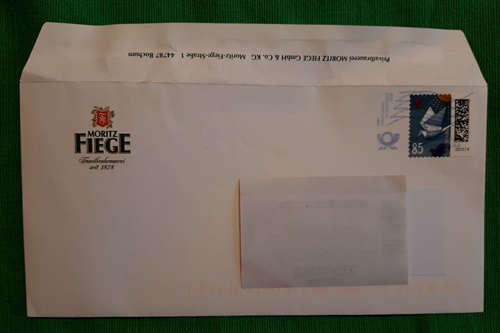 Privatbrauerei MORITZ FIEGE GmbH & Co. KG Moritz-Fiege-Straße 1 44787 Bochum
MORITZ
FIEGE
Familienbrauerei
seit 1878
85